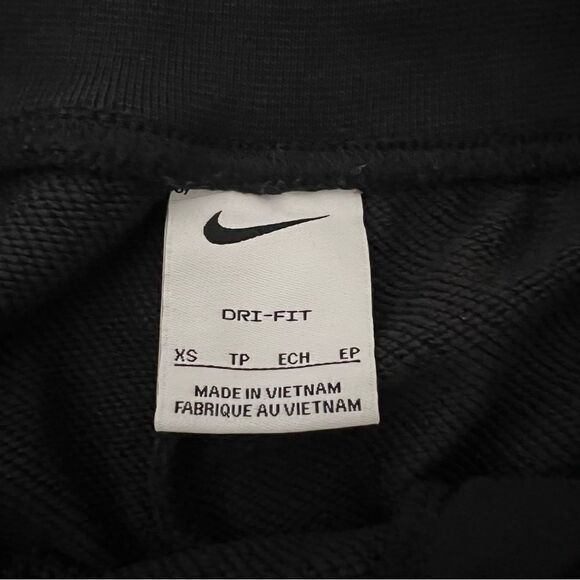 DRI-FIT
XS TP ECH EP
MADE IN VIETNAM
FABRIQUE AU VIETNAM